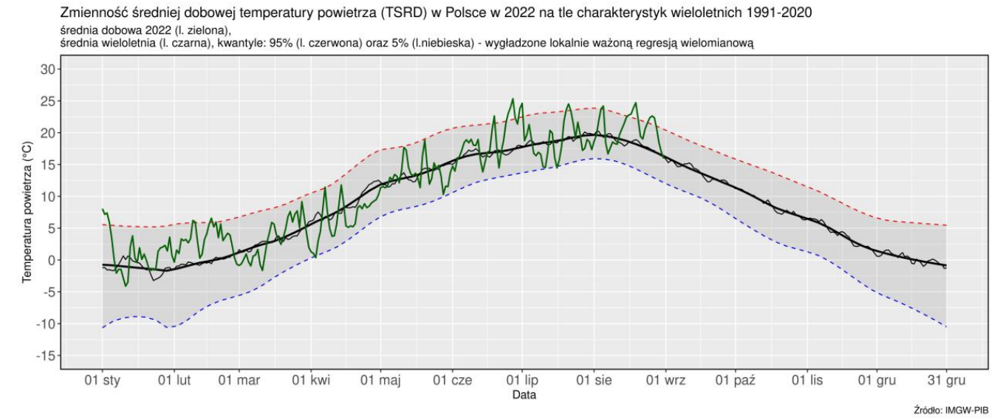 Zmienność średniej dobowej temperatury powietrza (TSRD) w Polsce w 2022 na tle charakterystyk wieloletnich 1991-2020
średnia dobowa 2022 (l. zielona),
średnia wieloletnia (l. czarna), kwantyle: 95% (l. czerwona) oraz 5% (l.niebieska) - wygładzone lokalnie ważoną regresją wielomianową
Temperatura powietrza (°C)
30
25
20
15
10
5
0
-5
-10
-15
01 sty 01 lut 01 mar 01 kwi 01 maj 01 cze 01 lip 01 sie 01 wrz 01 paź 01 lis 01 gru 31 gru
Data
Źródło: IMGW-PIB